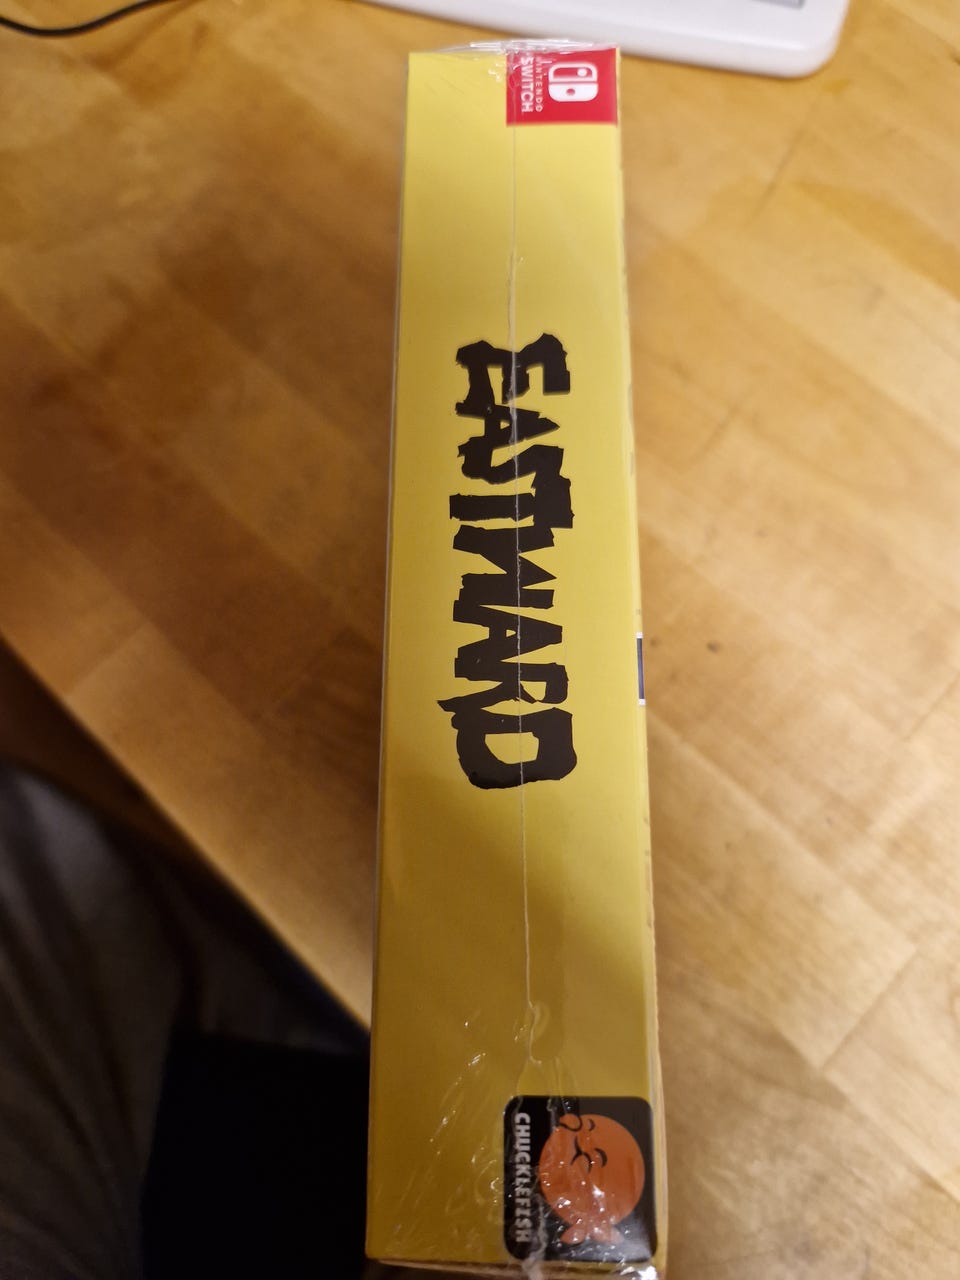 NINTENDO
SWITCH
EASTWARD
CHUCKLEFISH